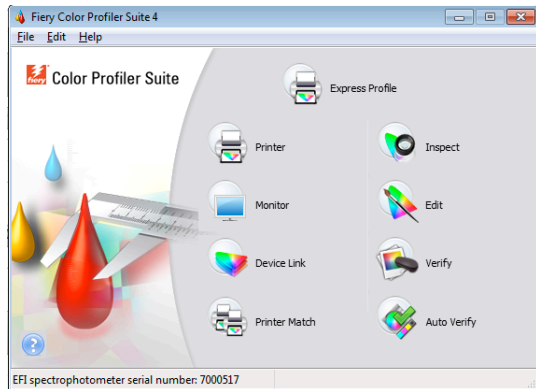 Fiery Color Profiler Suite 4
File Edit Help
fiery Color Profiler Suite
Express Profile
Printer
Inspect
Monitor
Edit
Device Link
Verify
Printer Match
Auto Verify
?
EFI spectrophotometer serial number: 7000517